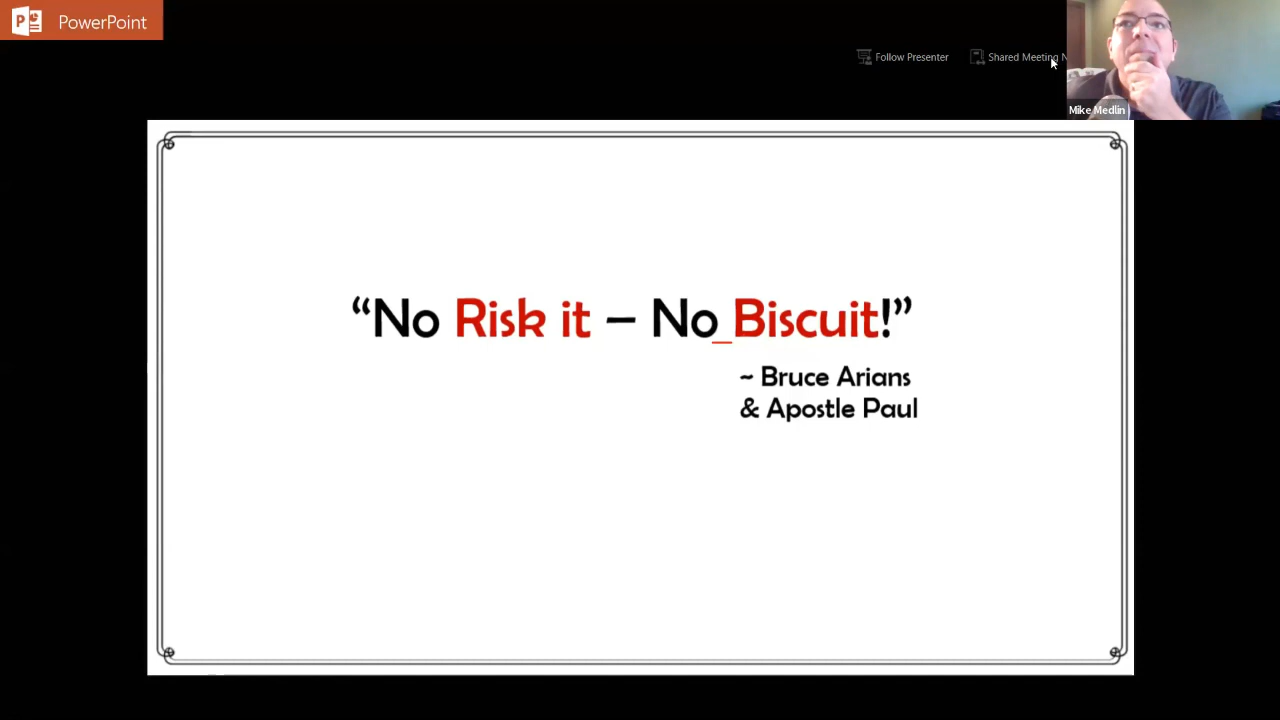 PowerPoint
Follow Presenter
Shared Meeting N
Mike Medlin
“No Risk it – No Biscuit!”
~ Bruce Arians
& Apostle Paul